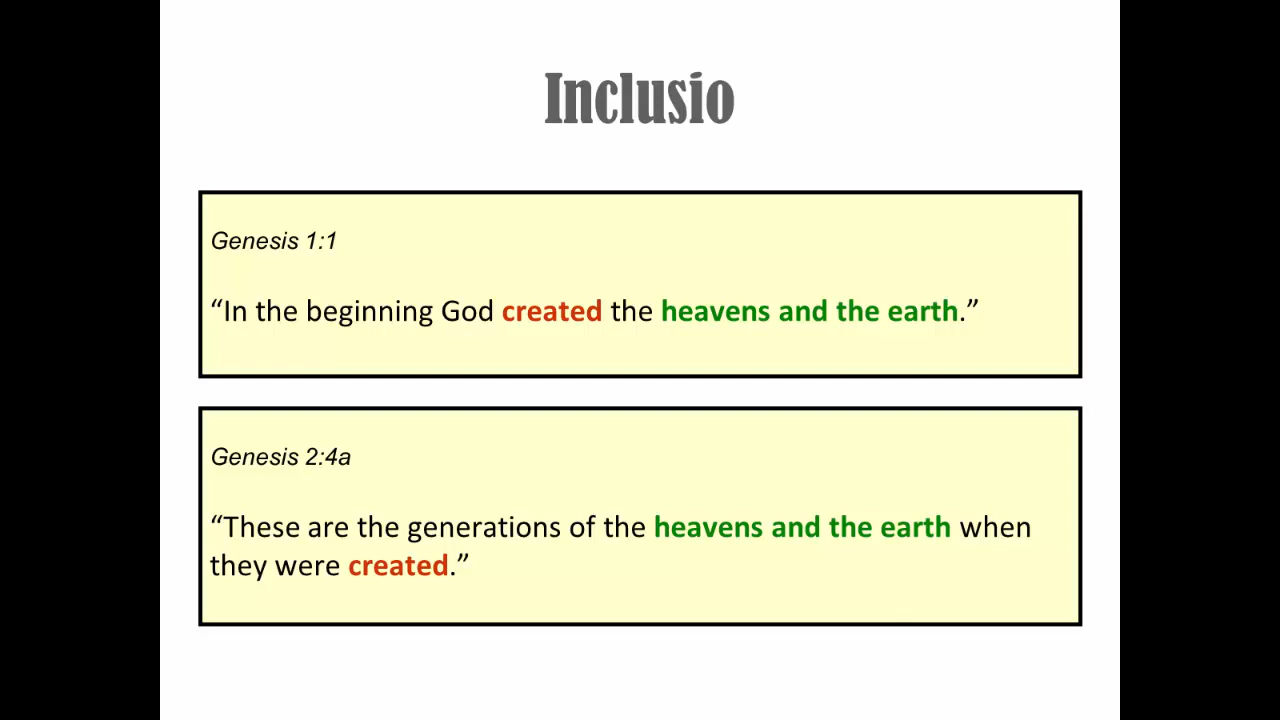 Inclusio
Genesis 1:1
“In the beginning God created the heavens and the earth.”
Genesis 2:4a
“These are the generations of the heavens and the earth when
they were created.”